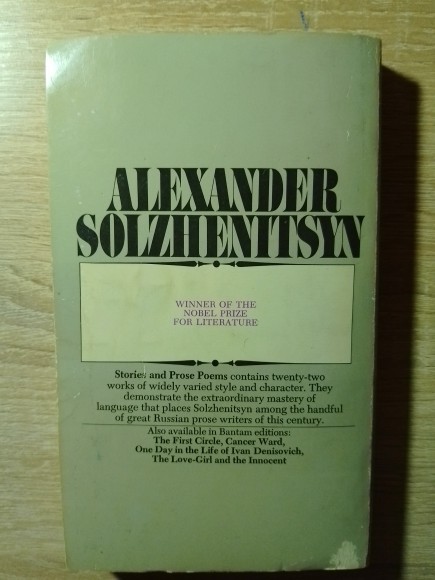 ALEXANDER
SOLZHENITSYN
WINNER OF THE
NOBEL PRIZE
FOR LITERATURE
Stories and Prose Poems contains twenty-two
works of widely varied style and character. They
demonstrate the extraordinary mastery of
language that places Solzhenitsyn among the handful
of great Russian prose writers of this century.
Also available in Bantam editions:
The First Circle, Cancer Ward,
One Day in the Life of Ivan Denisovich,
The Love-Girl and the Innocent